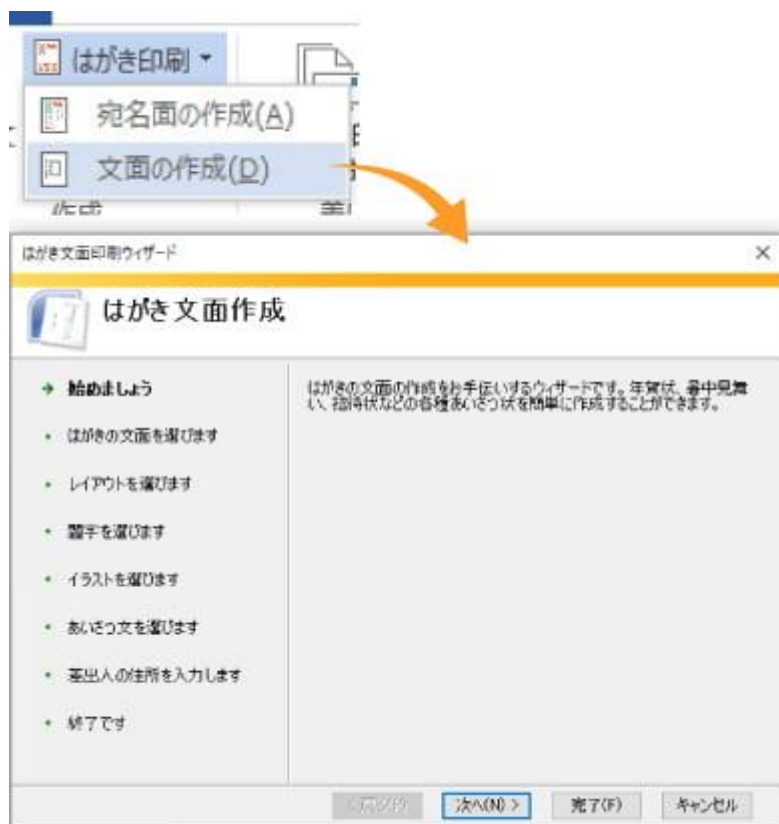 はがき印刷
宛名面の作成(A)
文面の作成(D)
作成
はがき文面印刷ウィザード
はがき文面作成
始めましょう
はがきの文面を選びます
レイアウトを選びます
題字を選びます
イラストを選びます
あいさつ文を選びます
差出人の住所を入力します
終了です
はがきの文面の作成をお手伝いするウィザードです。年賀状、暑中見舞
い、招待状などの各種あいさつ状を簡単に作成することができます。
次へ(N) >
完了(F)
キャンセル